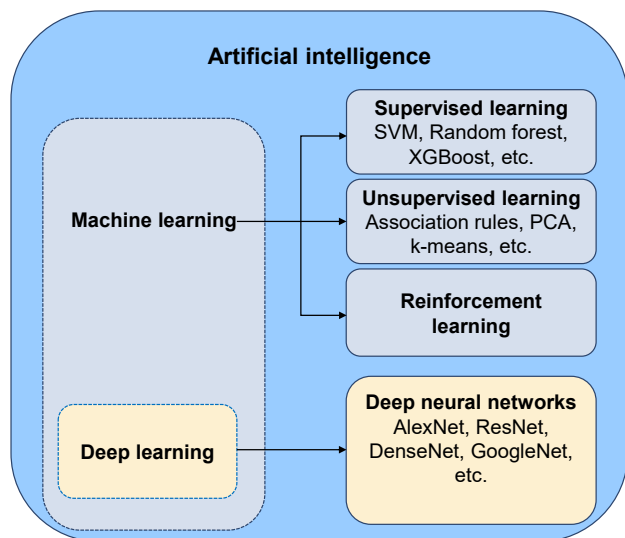 Artificial intelligence
Supervised learning
SVM, Random forest,
XGBoost, etc.
Machine learning
Unsupervised learning
Association rules, PCA,
k-means, etc.
Reinforcement
learning
Deep learning
Deep neural networks
AlexNet, ResNet,
DenseNet, GoogleNet,
etc.